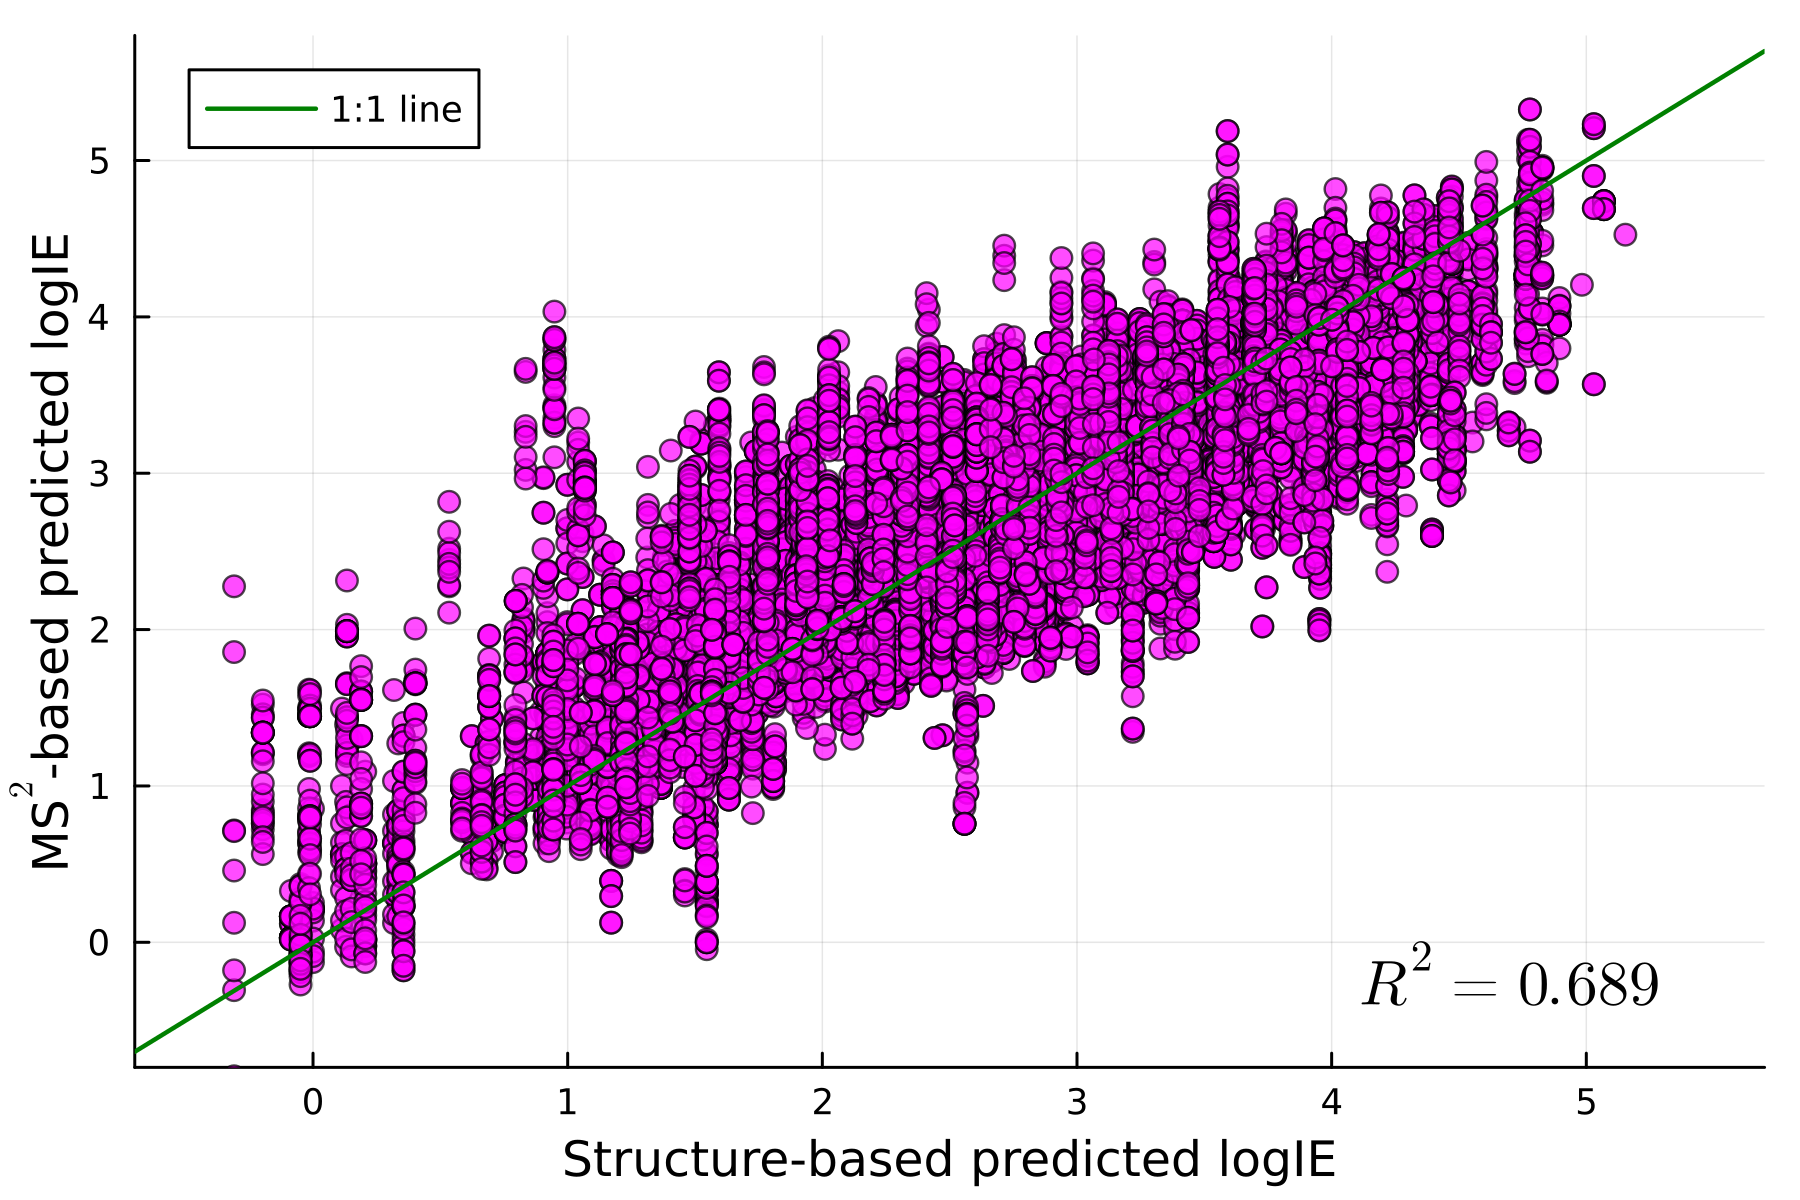 1:1 line
5
4
3
2
1
0
MS²-based predicted logIE
R² = 0.689
0 1 2 3 4 5
Structure-based predicted logIE